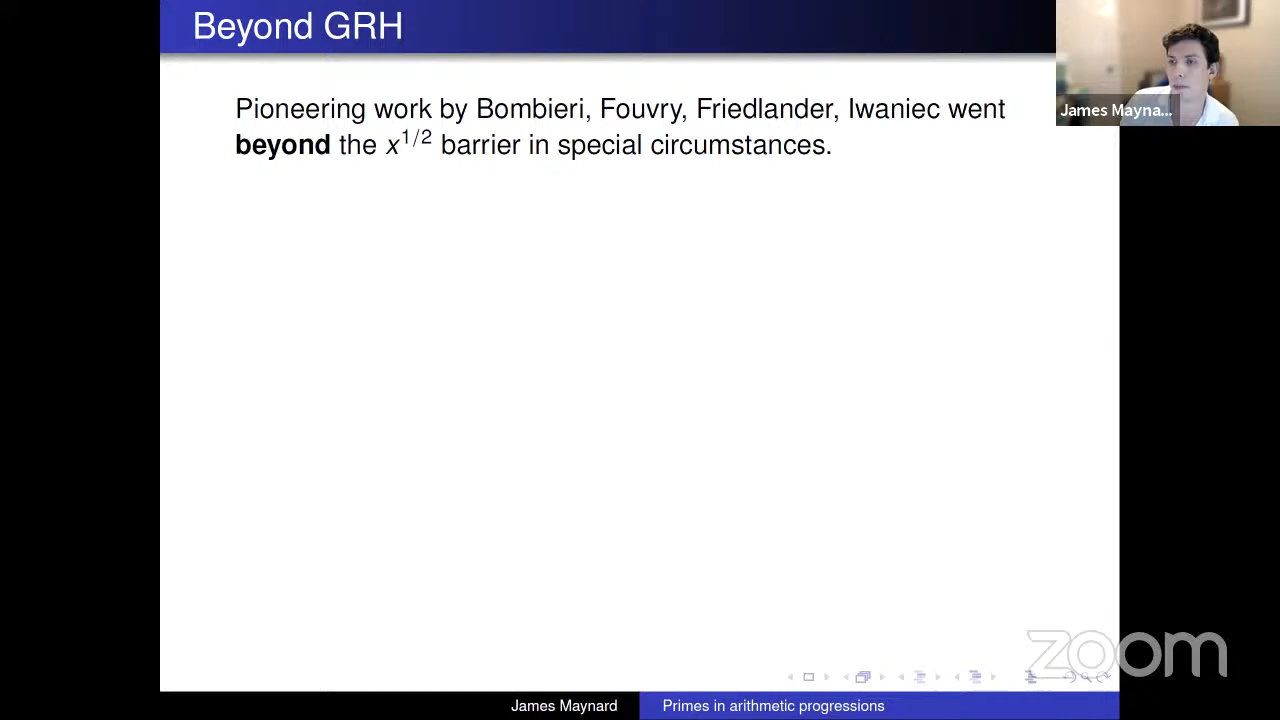 Beyond GRH
James Mayna...
Pioneering work by Bombieri, Fouvry, Friedlander, Iwaniec went
beyond the x^{1/2} barrier in special circumstances.
zoom
James Maynard
Primes in arithmetic progressions